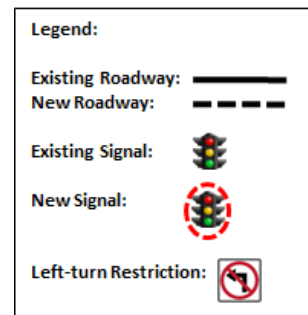 Legend:
Existing Roadway:
New Roadway:
Existing Signal:
New Signal:
Left-turn Restriction: